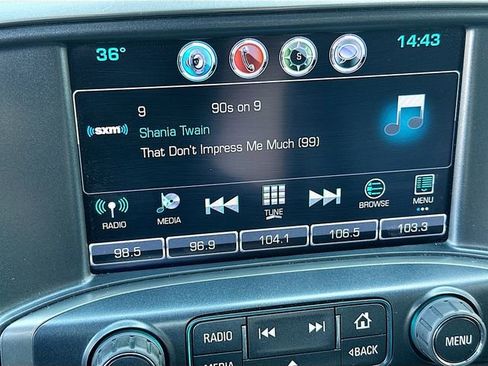 36° 14:43
S
9 90s on 9
((sxm))
Shania Twain
That Don't Impress Me Much (99)
RADIO MEDIA TUNE BROWSE MENU
98.5 96.9 104.1 106.5 103.3
RADIO
MENU
BACK
MEDIA